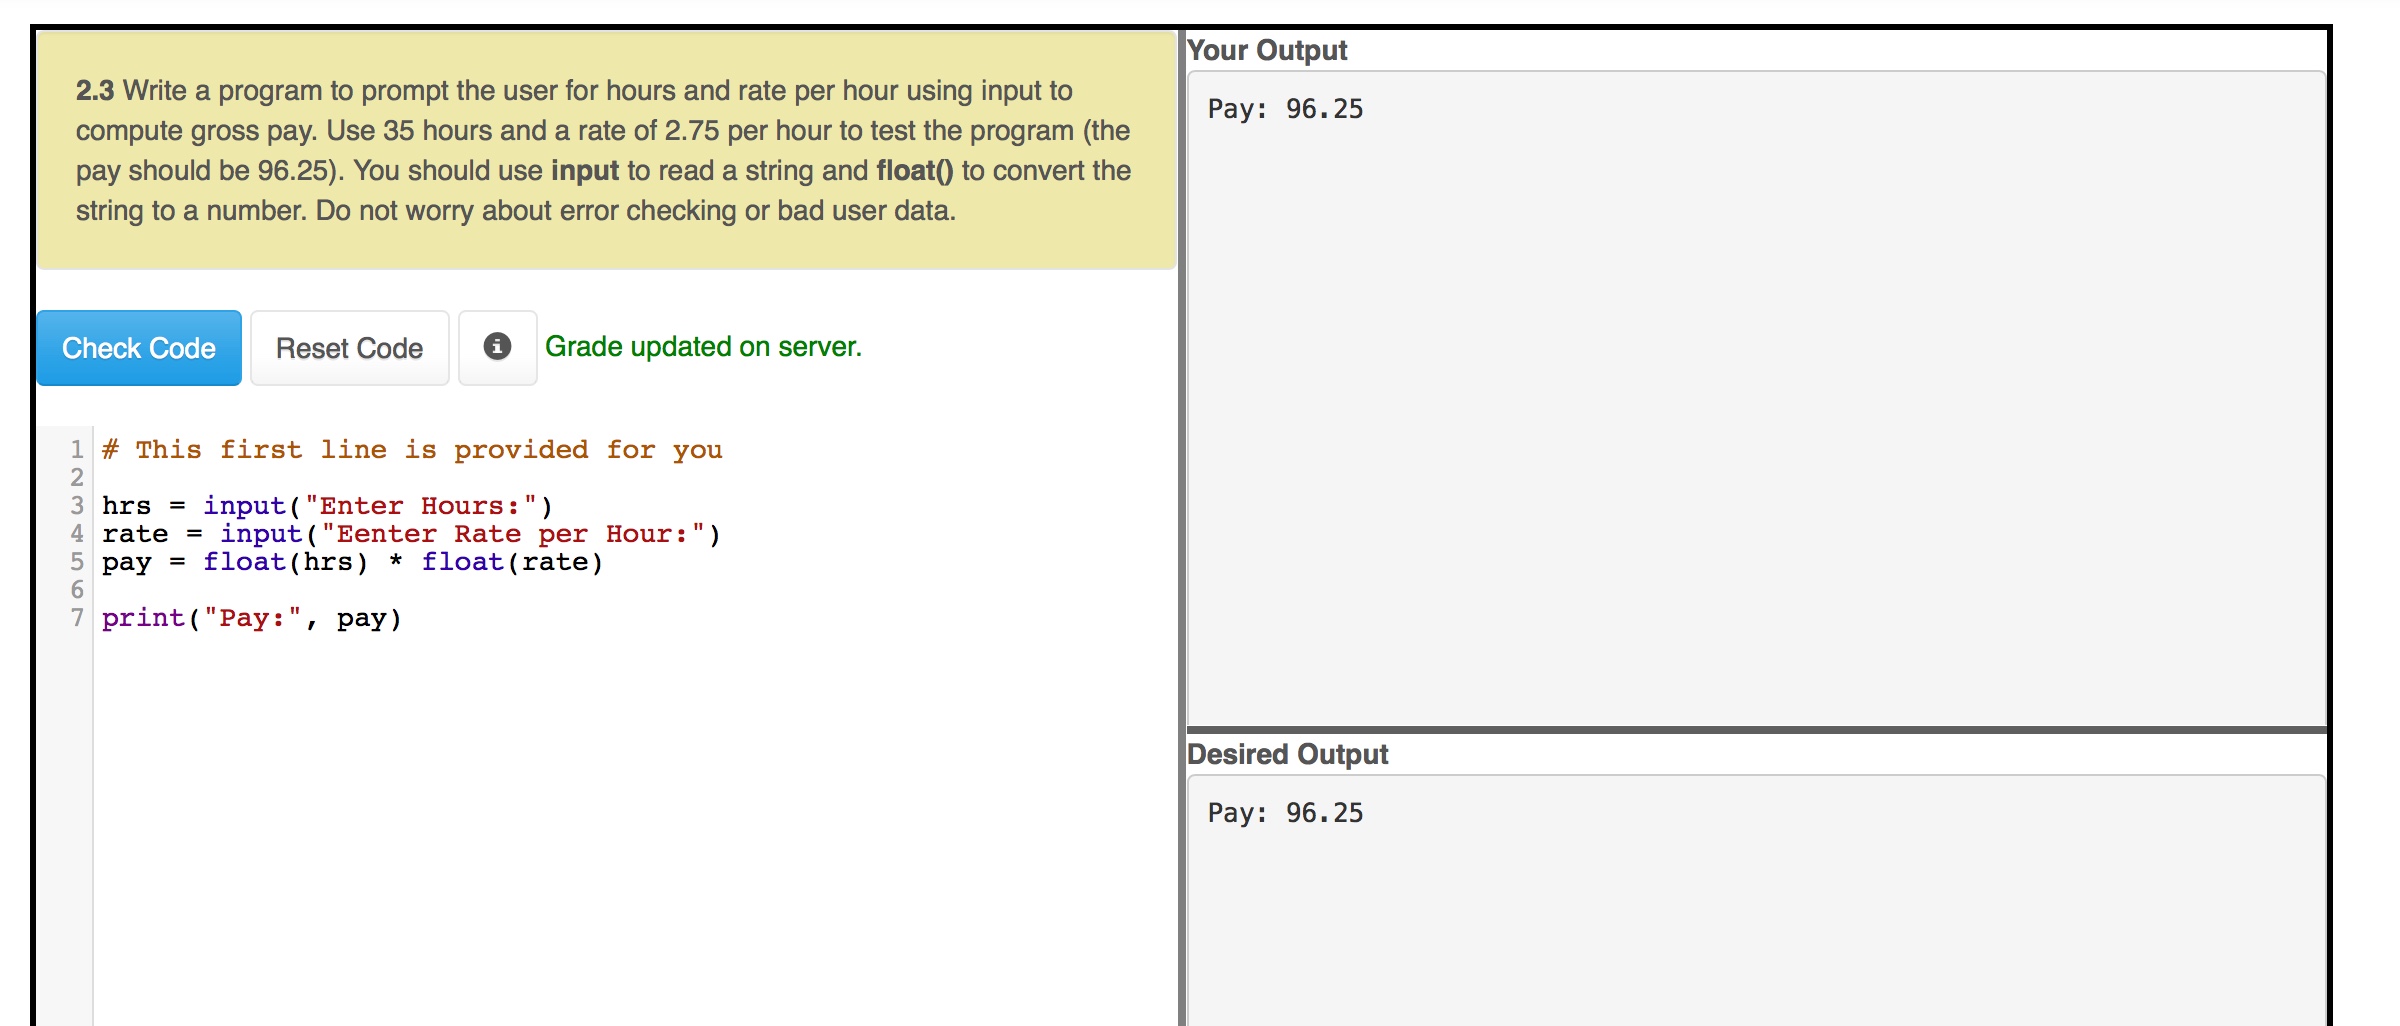 2.3 Write a program to prompt the user for hours and rate per hour using input to
compute gross pay. Use 35 hours and a rate of 2.75 per hour to test the program (the
pay should be 96.25). You should use input to read a string and float() to convert the
string to a number. Do not worry about error checking or bad user data.
Check Code Reset Code i Grade updated on server.
1 # This first line is provided for you
2
3 hrs = input("Enter Hours:")
4 rate = input("Eenter Rate per Hour:")
5 pay = float(hrs) * float(rate)
6
7 print("Pay:", pay)
Your Output
Pay: 96.25
Desired Output
Pay: 96.25